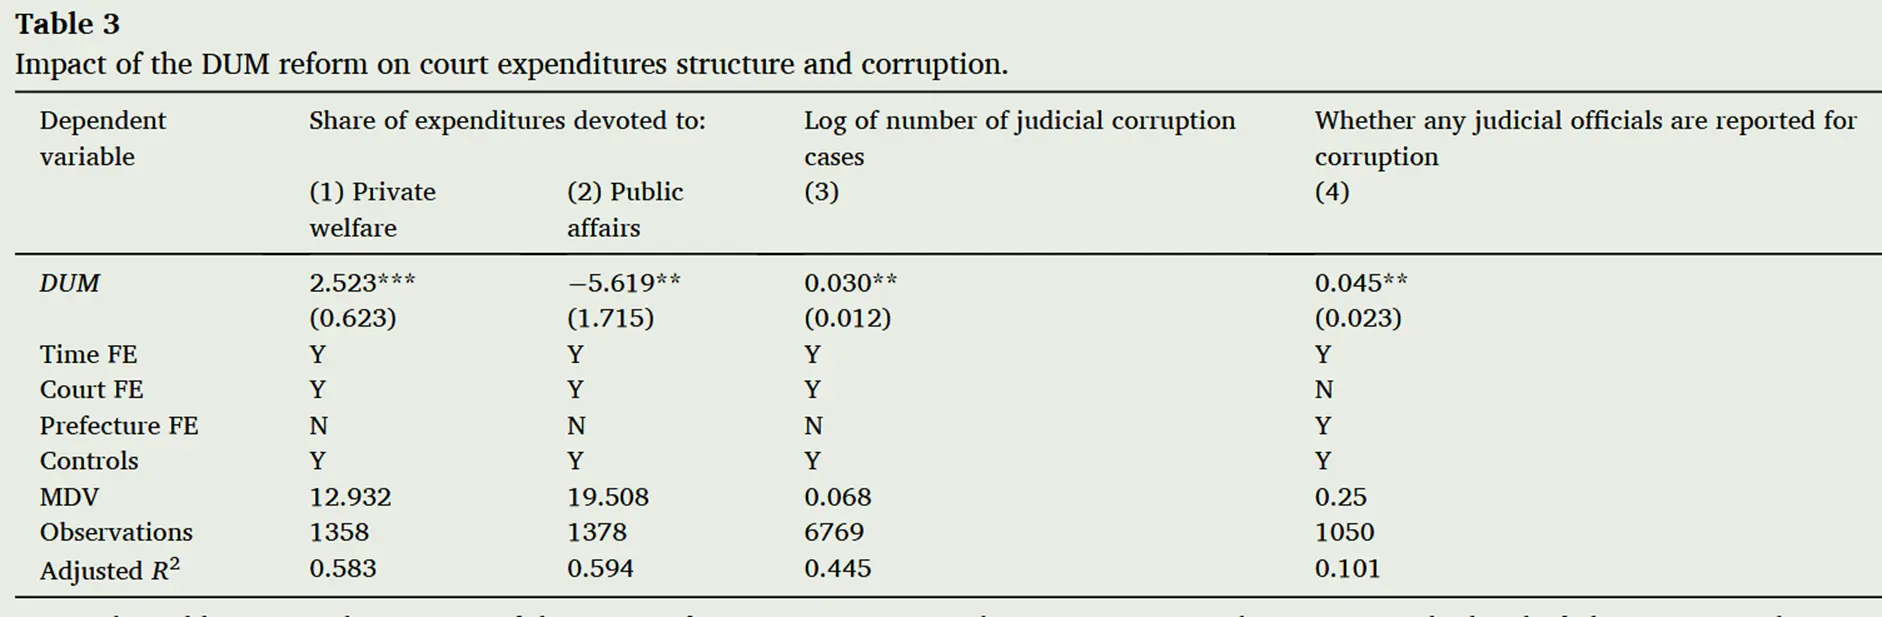 Table 3
Impact of the DUM reform on court expenditures structure and corruption.
Dependent variable Share of expenditures devoted to: Log of number of judicial corruption cases Whether any judicial officials are reported for corruption
(1) Private welfare (2) Public affairs (3) (4)
DUM 2.523*** −5.619** 0.030** 0.045**
(0.623) (1.715) (0.012) (0.023)
Time FE Y Y Y Y
Court FE Y Y Y N
Prefecture FE N N N Y
Controls Y Y Y Y
MDV 12.932 19.508 0.068 0.25
Observations 1358 1378 6769 1050
Adjusted R² 0.583 0.594 0.445 0.101